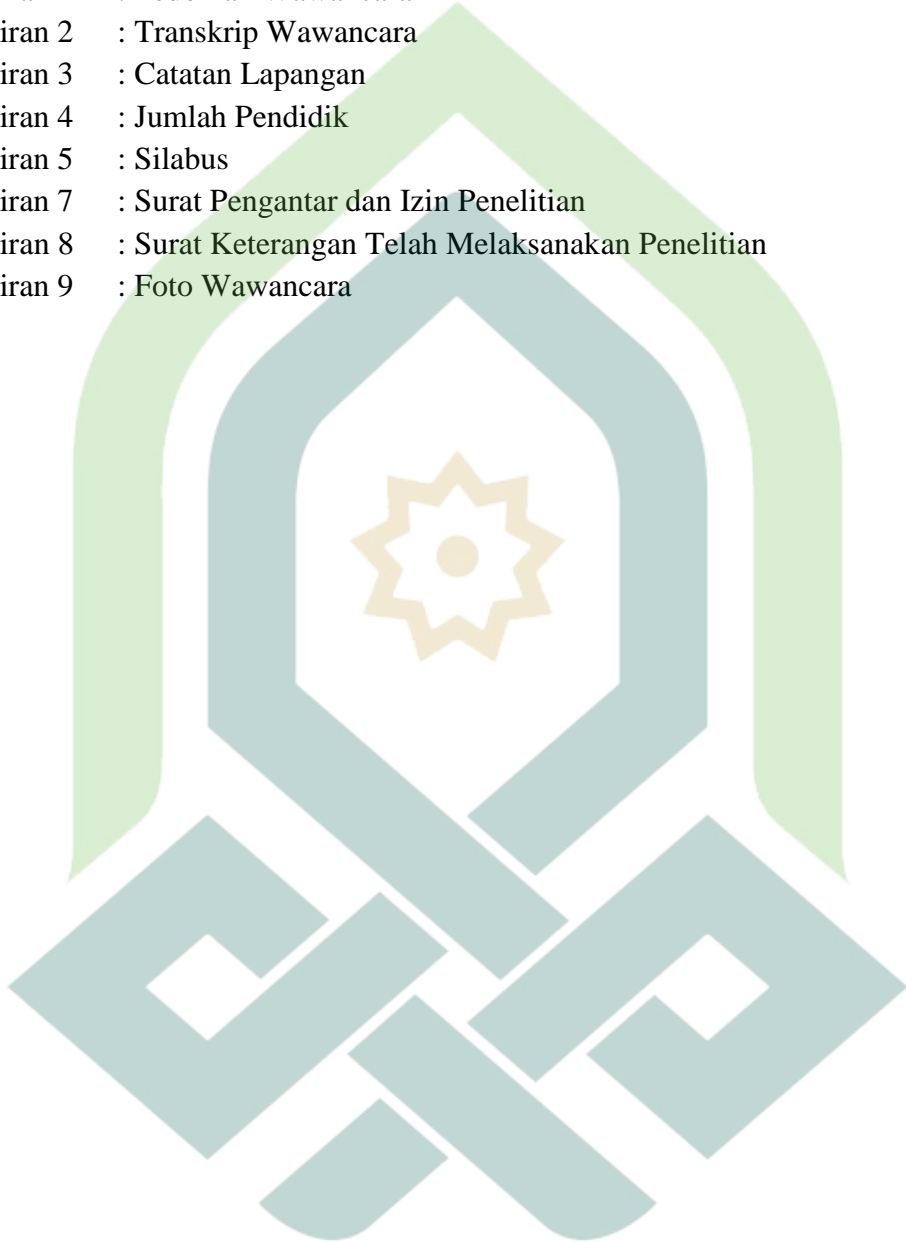 iran 2 : Transkrip Wawancara
iran 3 : Catatan Lapangan
iran 4 : Jumlah Pendidik
iran 5 : Silabus
iran 7 : Surat Pengantar dan Izin Penelitian
iran 8 : Surat Keterangan Telah Melaksanakan Penelitian
iran 9 : Foto Wawancara